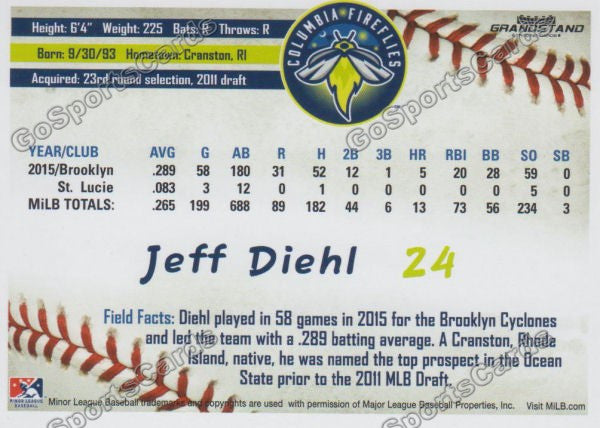 Height: 6'4" Weight: 225 Bats: R Throws: R
Born: 9/30/93 Hometown: Cranston, RI
Acquired: 23rd round selection, 2011 draft
COLUMBIA FIREFLIES
GRANDSTAND
YEAR/CLUB AVG G AB R H 2B 3B HR RBI BB SO SB
2015/Brooklyn .289 58 180 31 52 12 1 5 20 28 59 0
St. Lucie .083 3 12 0 1 0 0 0 0 0 5 0
MiLB TOTALS: .265 199 688 89 182 44 6 13 73 56 234 3
Jeff Diehl 24
Field Facts: Diehl played in 58 games in 2015 for the Brooklyn Cyclones
and led the team with a .289 batting average. A Cranston, Rhode
Island, native, he was named the top prospect in the Ocean
State prior to the 2011 MLB Draft.
MINOR LEAGUE
BASEBALL
Minor League Baseball trademarks and copyrights are used with permission of Major League Baseball Properties, Inc. Visit MiLB.com
GoSportsCards
GoSportsCards
GoSportsCards
GoSportsCards